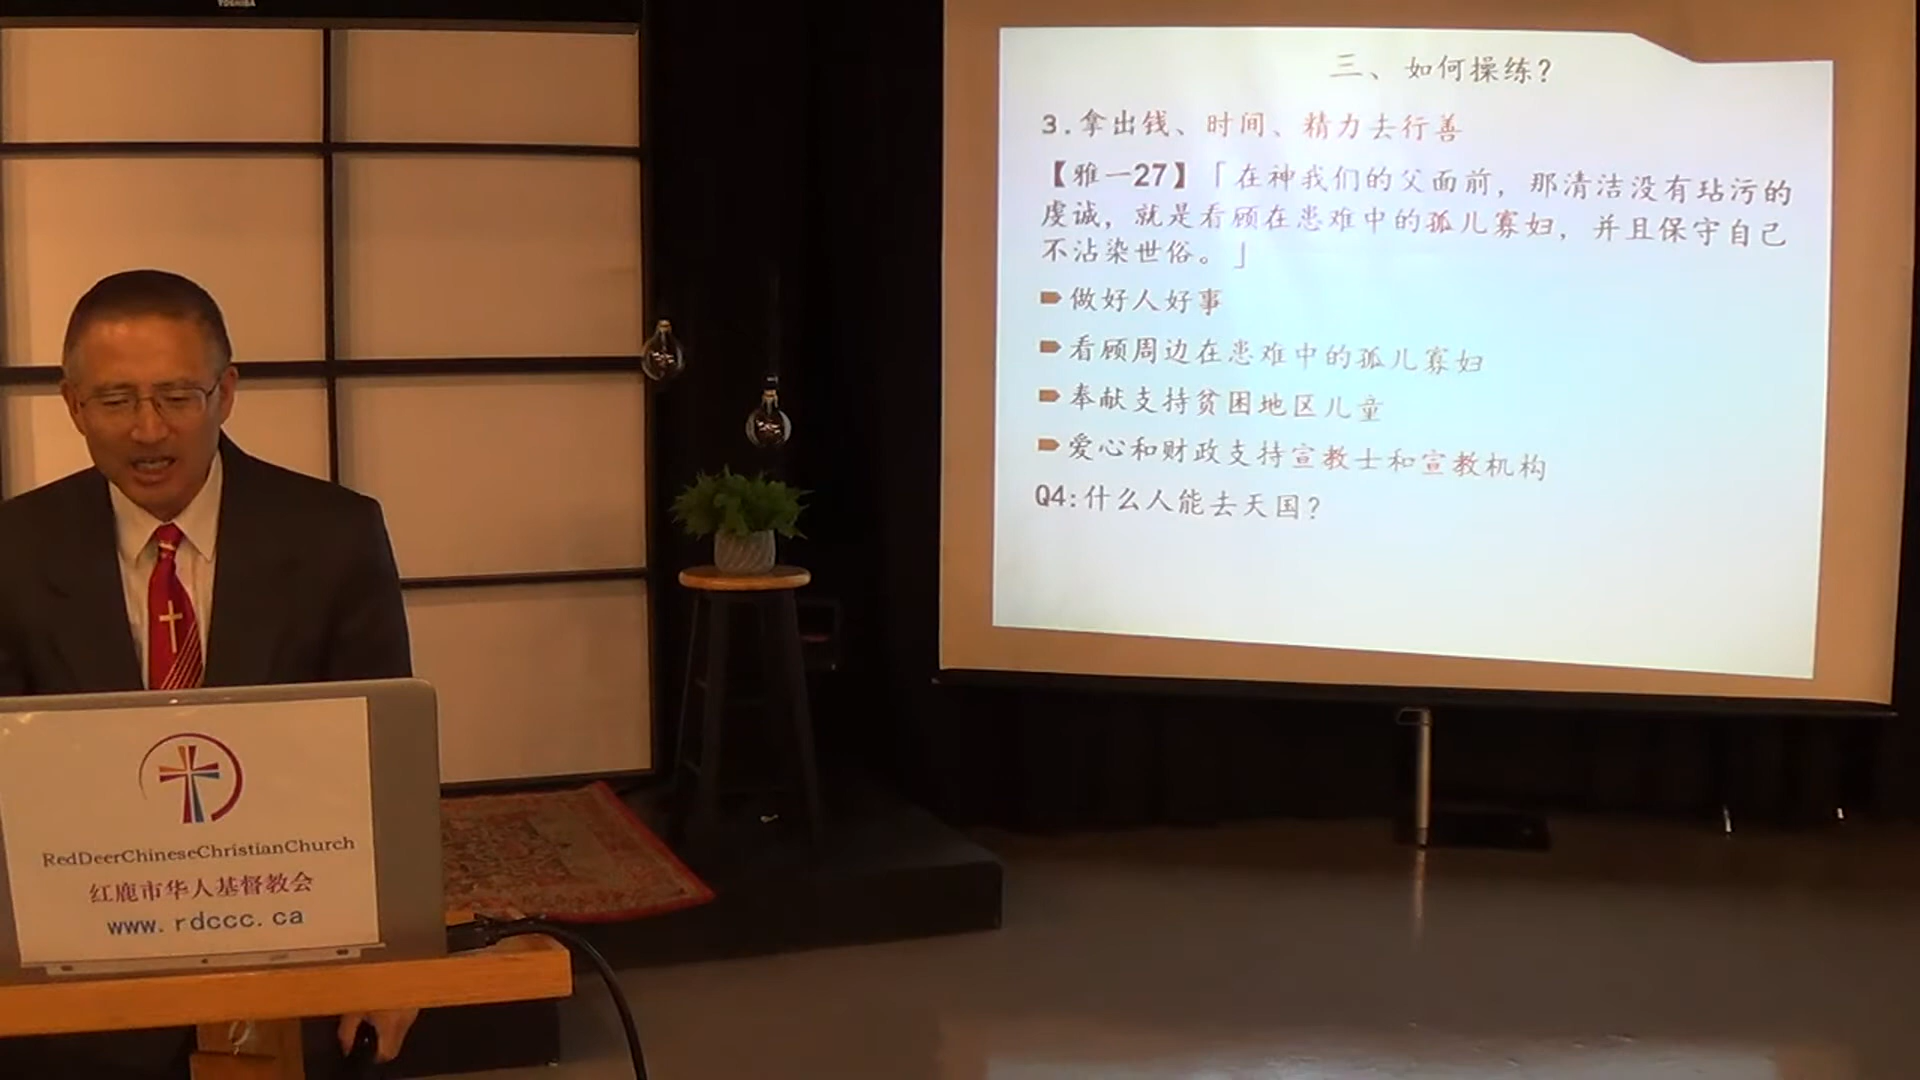 TOSHIBA
三、如何操练?
3.拿出钱、时间、精力去行善
【雅一27】「在神我们的父面前，那清洁没有玷污的
虔诚，就是看顾在患难中的孤儿寡妇，并且保守自己
不沾染世俗。」
做好人好事
看顾周边在患难中的孤儿寡妇
奉献支持贫困地区儿童
爱心和财政支持宣教士和宣教机构
Q4:什么人能去天国?
RedDeerChineseChristianChurch
红鹿市华人基督教会
www.rdccc.ca